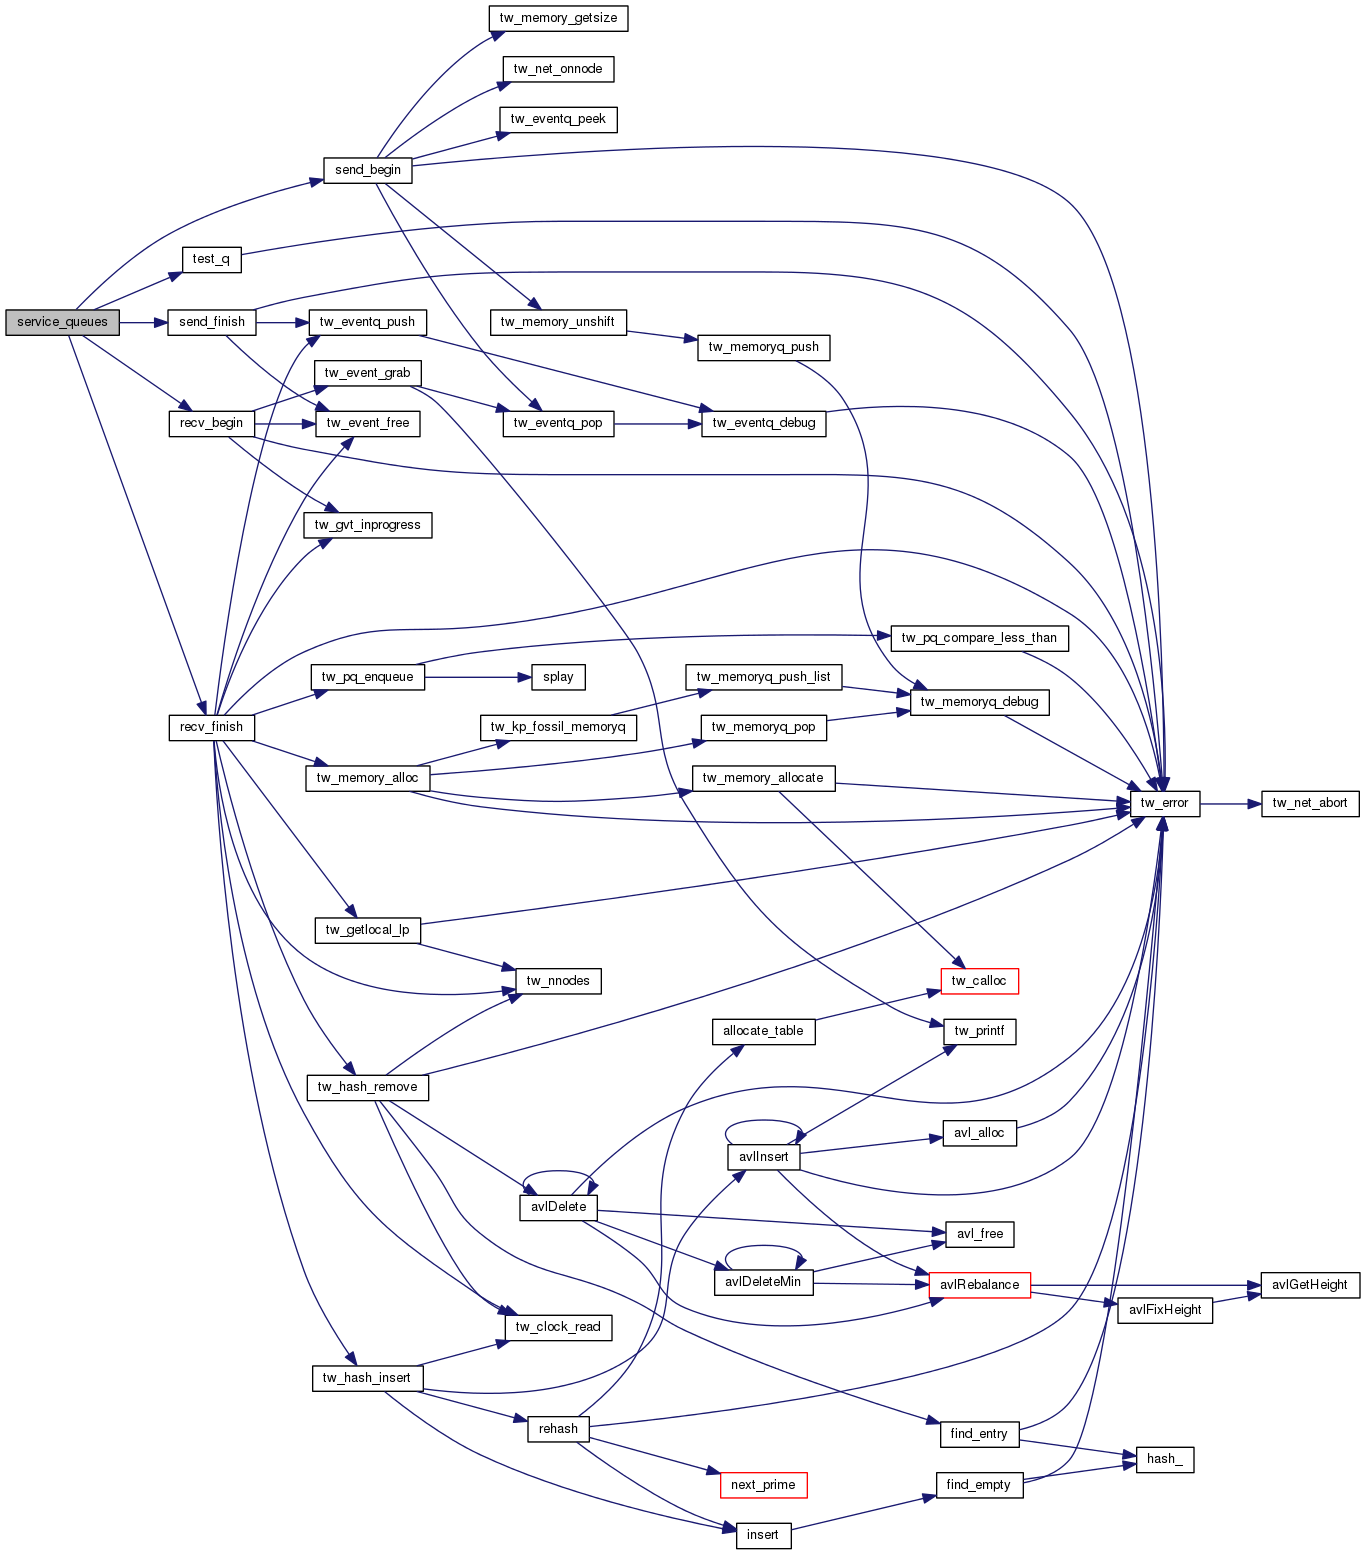 tw_memory_getsize
tw_net_onnode
tw_eventq_peek
send_begin
test_q
service_queues
send_finish
tw_eventq_push
tw_memory_unshift
tw_memoryq_push
tw_event_grab
recv_begin
tw_event_free
tw_eventq_pop
tw_eventq_debug
tw_gvt_inprogress
tw_pq_compare_less_than
tw_pq_enqueue
splay
tw_memoryq_push_list
tw_memoryq_debug
recv_finish
tw_kp_fossil_memoryq
tw_memoryq_pop
tw_memory_alloc
tw_memory_allocate
tw_error
tw_net_abort
tw_getlocal_lp
tw_nnodes
tw_calloc
allocate_table
tw_printf
tw_hash_remove
avl_alloc
avlInsert
avlDelete
avl_free
avlDeleteMin
avlRebalance
avlGetHeight
avlFixHeight
tw_clock_read
tw_hash_insert
rehash
find_entry
hash_
next_prime
find_empty
insert